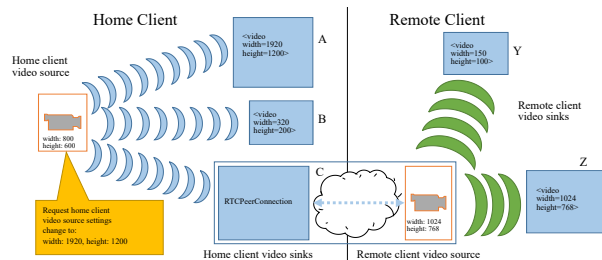 Home Client
Remote Client
Home client
video source
A
<video
width=1920
height=1200>
Y
<video
width=150
height=100>
B
<video
width=320
height=200>
Remote client
video sinks
width: 800
height: 600
C
RTCPeerConnection
Z
<video
width=1024
height=768>
width: 1024
height: 768
Request home client
video source settings
change to:
width: 1920, height: 1200
Home client video sinks
Remote client video source